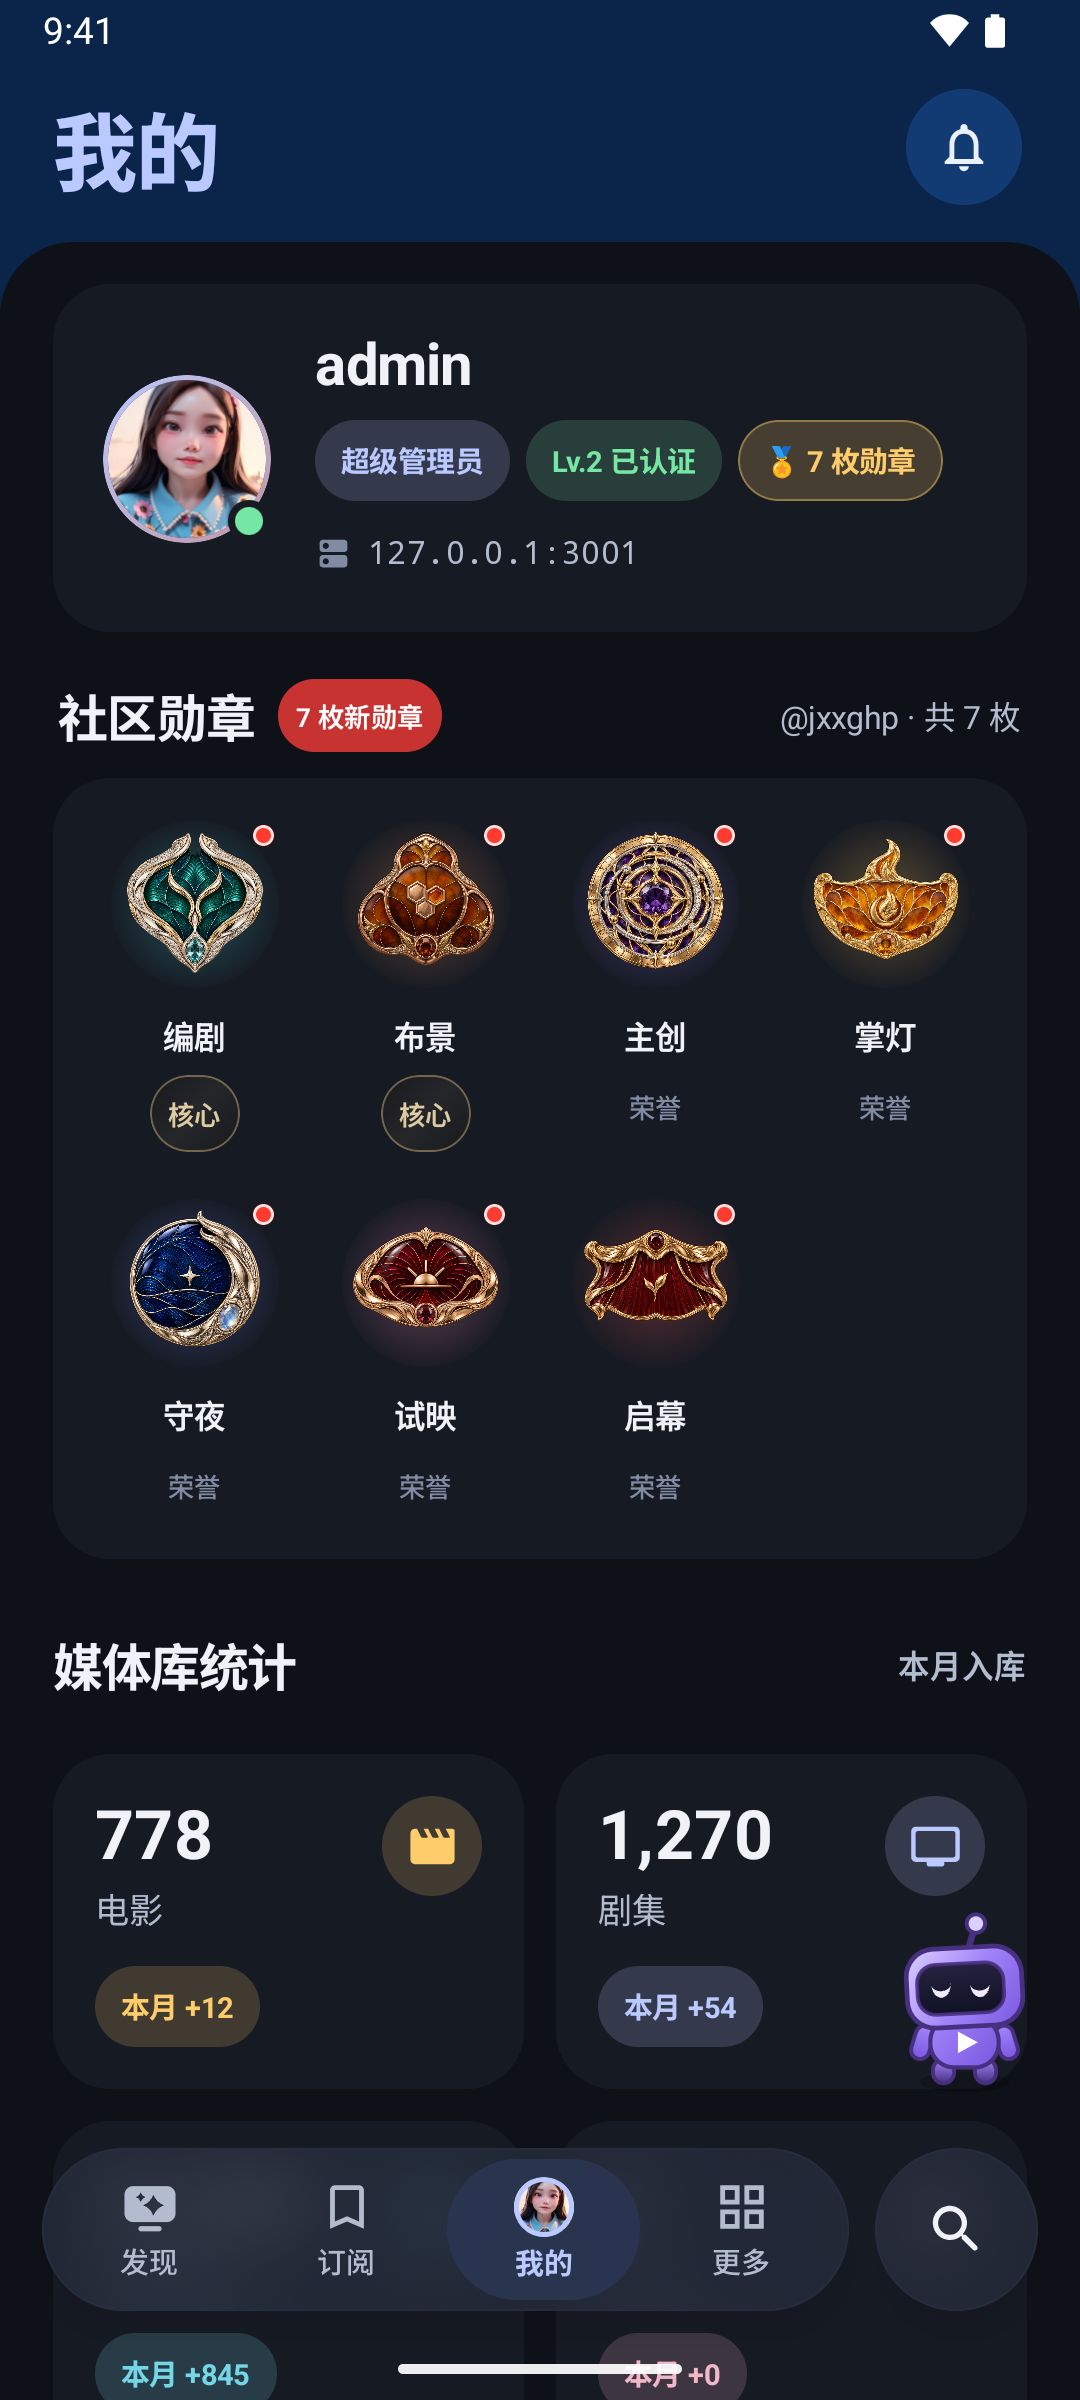 9:41
我的
admin
超级管理员
Lv.2 已认证
7 枚勋章
127.0.0.1:3001
社区勋章
7 枚新勋章
@jxxghp · 共 7 枚
编剧
布景
主创
掌灯
核心
核心
荣誉
荣誉
守夜
试映
启幕
荣誉
荣誉
荣誉
媒体库统计
本月入库
778
1,270
电影
剧集
本月 +12
本月 +54
发现
订阅
我的
更多
本月 +845
本月 +0